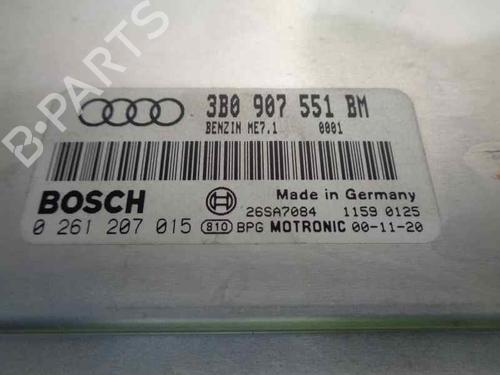 3B0 907 551 BM
BENZIN ME7.1 0001
BOSCH
Made in Germany
26SA7084 1159 0125
0 261 207 015 810 BPG MOTRONIC 00-11-20
B-PARTS